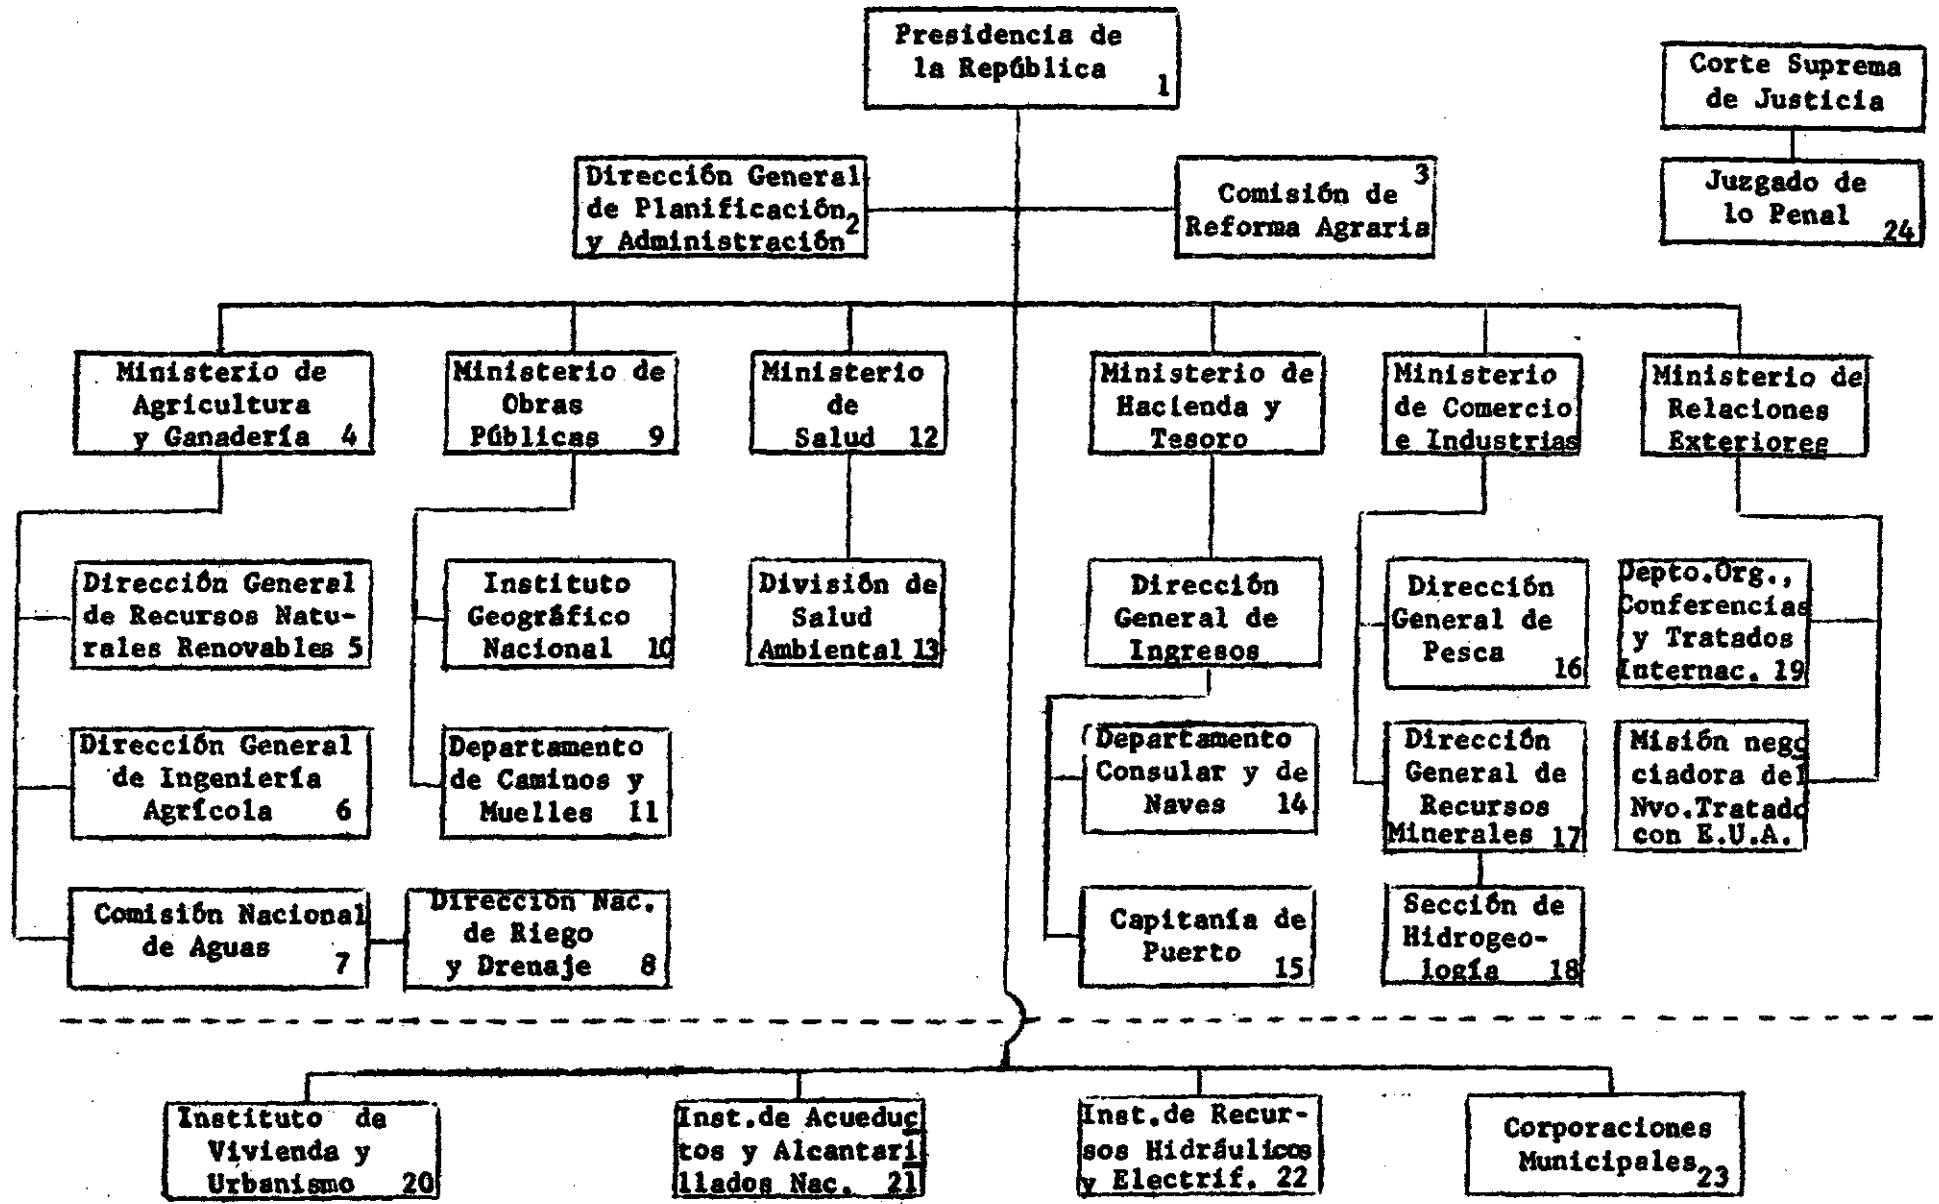 Presidencia de
la República
1
Corte Suprema
de Justicia
Juzgado de
lo Penal 24
Dirección General
de Planificación
y Administración 2
3
Comisión de
Reforma Agraria
Ministerio de
Agricultura
y Ganadería 4
Ministerio de
Obras
Públicas 9
Ministerio
de
Salud 12
Ministerio de
Hacienda y
Tesoro
Ministerio
de Comercio
e Industrias
Ministerio de
Relaciones
Exteriores
Dirección General
de Recursos Natu-
rales Renovables 5
Instituto
Geográfico
Nacional 10
División de
Salud
Ambiental 13
Dirección
General de
Ingresos
Dirección
General de
Pesca
16
Depto.Org.,
Conferencias
y Tratados
Internac. 19
Dirección General
de Ingeniería
Agrícola 6
Departamento
de Caminos y
Muelles 11
Departamento
Consular y de
Naves 14
Dirección
General de
Recursos
Minerales 17
Misión nego
ciadora del
Nvo.Tratado
con E.U.A.
Comisión Nacional
de Aguas
7
Dirección Nac.
de Riego
y Drenaje 8
Capitanía de
Puerto
15
Sección de
Hidrogeo-
logía 18
Instituto de
Vivienda y
Urbanismo 20
Inst.de Acueduc
tos y Alcantari
llados Nac. 21
Inst.de Recur-
sos Hidráulicos
y Electrif. 22
Corporaciones
Municipales 23